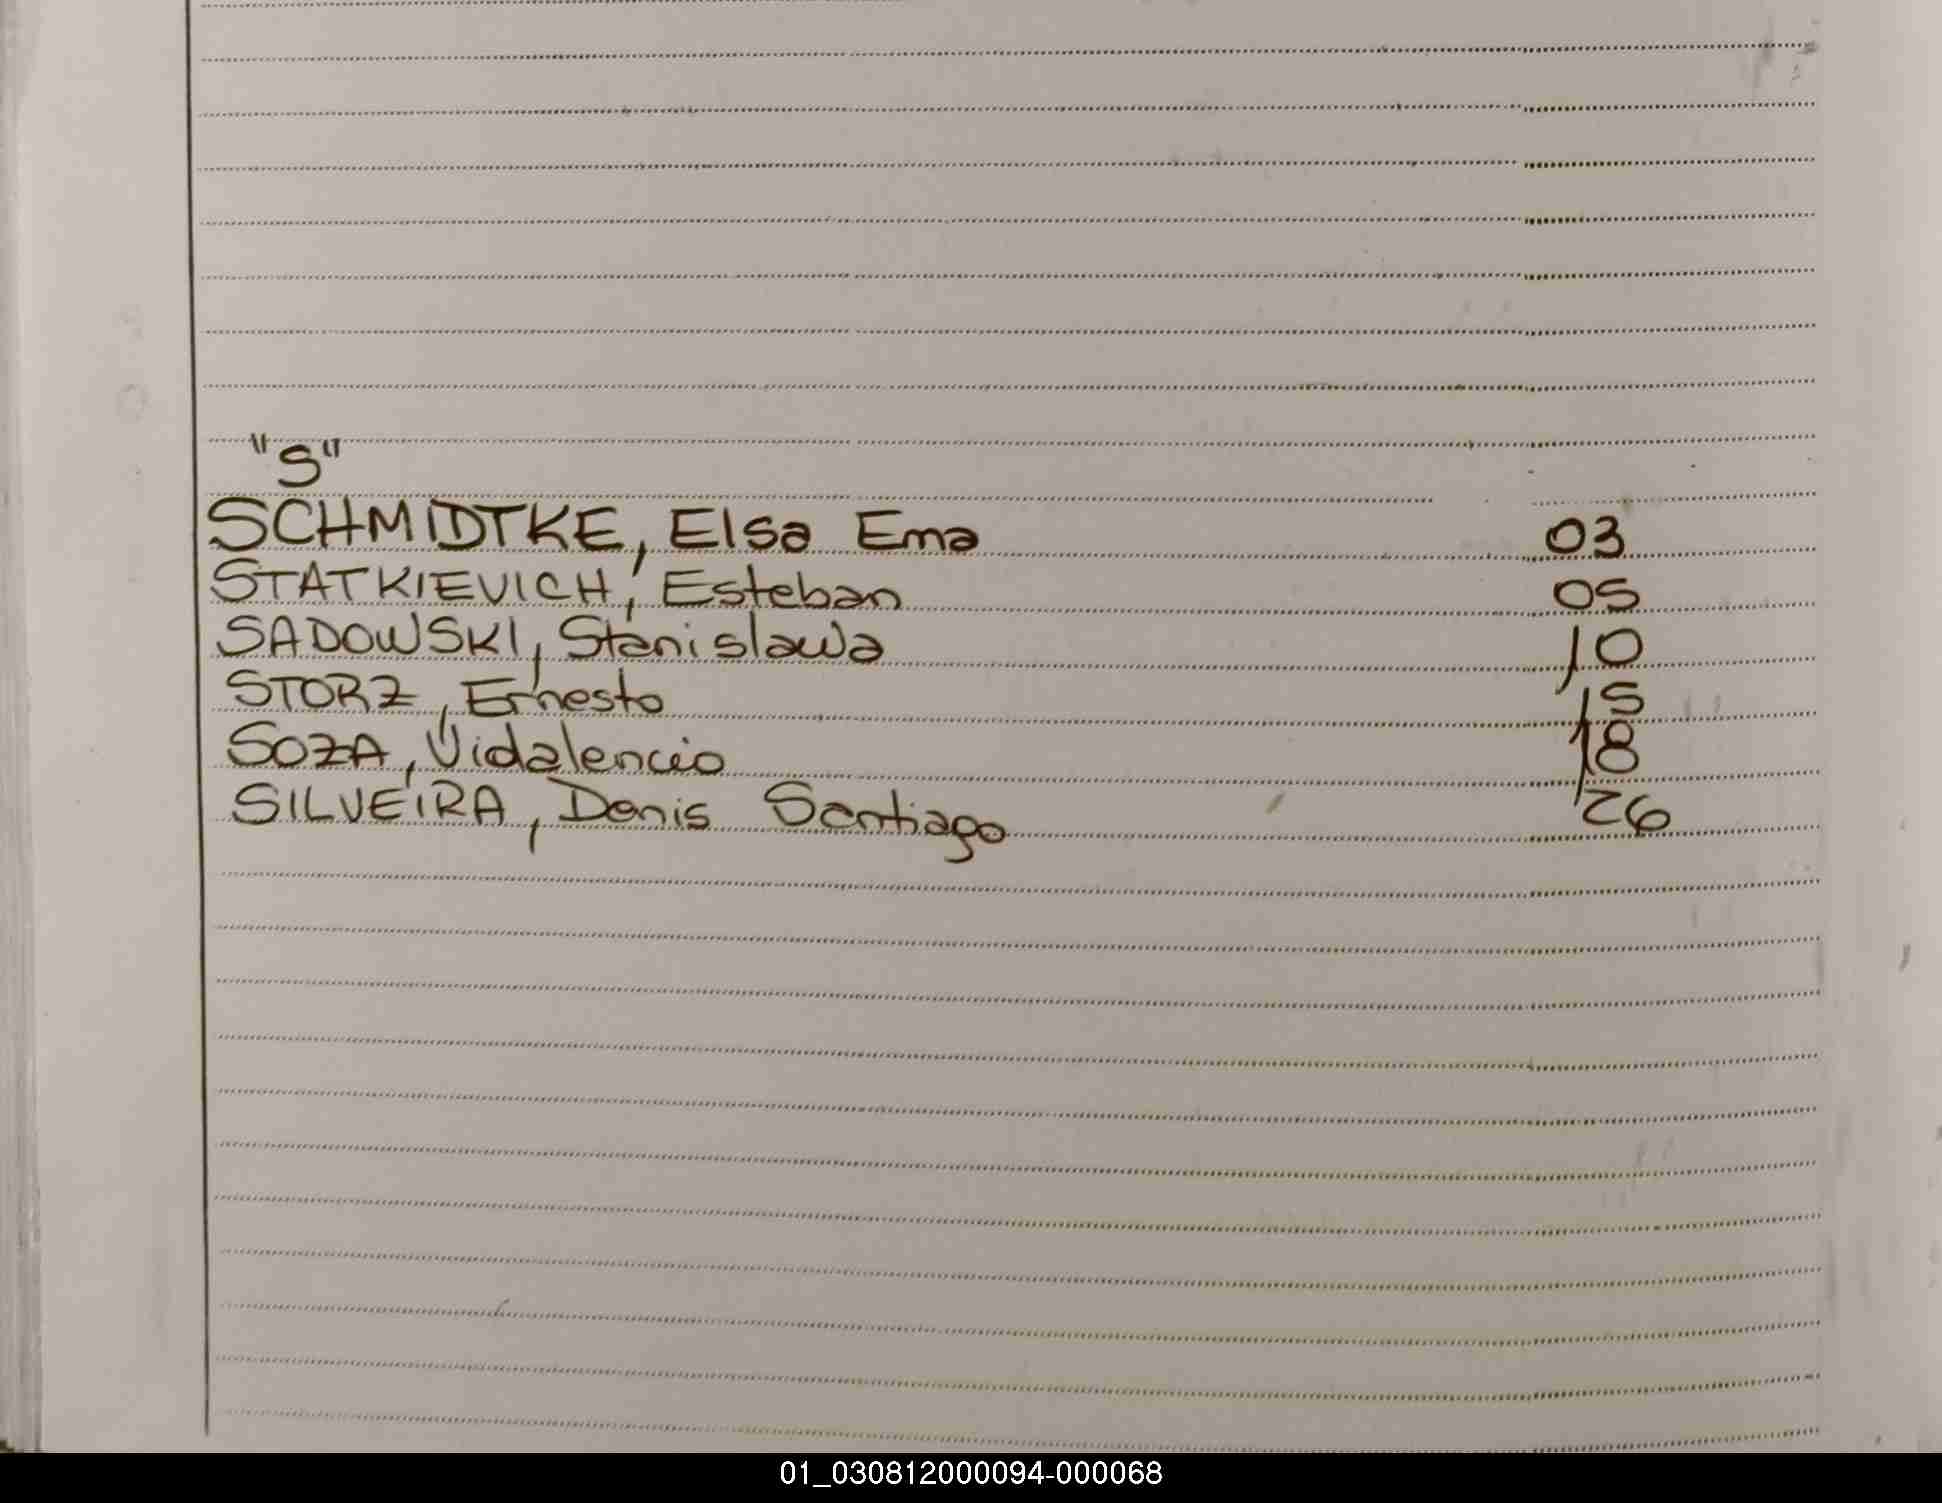 "S"
SCHMIDTKE, Elsa Ema 03
STATKIEVICH, Esteban 05
SADOWSKI, Stanislawa 10
STORZ, Ernesto 15
SOZA, Vidalencio 18
SILVEIRA, Denis Santiago 26
01_030812000094-000068